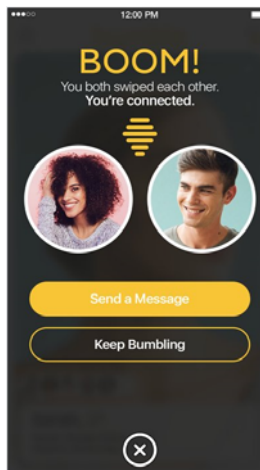 12:00 PM
BOOM!
You both swiped each other.
You're connected.
Send a Message
Keep Bumbling